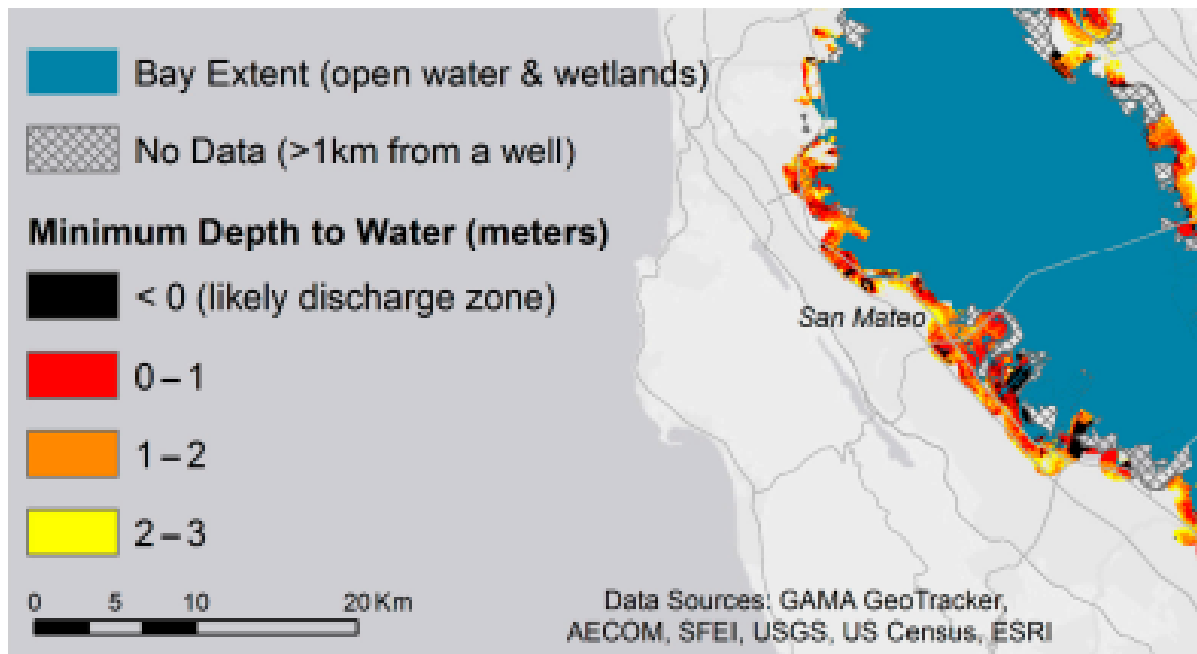 Bay Extent (open water & wetlands)
No Data (>1km from a well)
Minimum Depth to Water (meters)
< 0 (likely discharge zone)
0 – 1
1 – 2
2 – 3
San Mateo
0 5 10 20 Km
Data Sources: GAMA GeoTracker,
AECOM, SFEI, USGS, US Census, ESRI